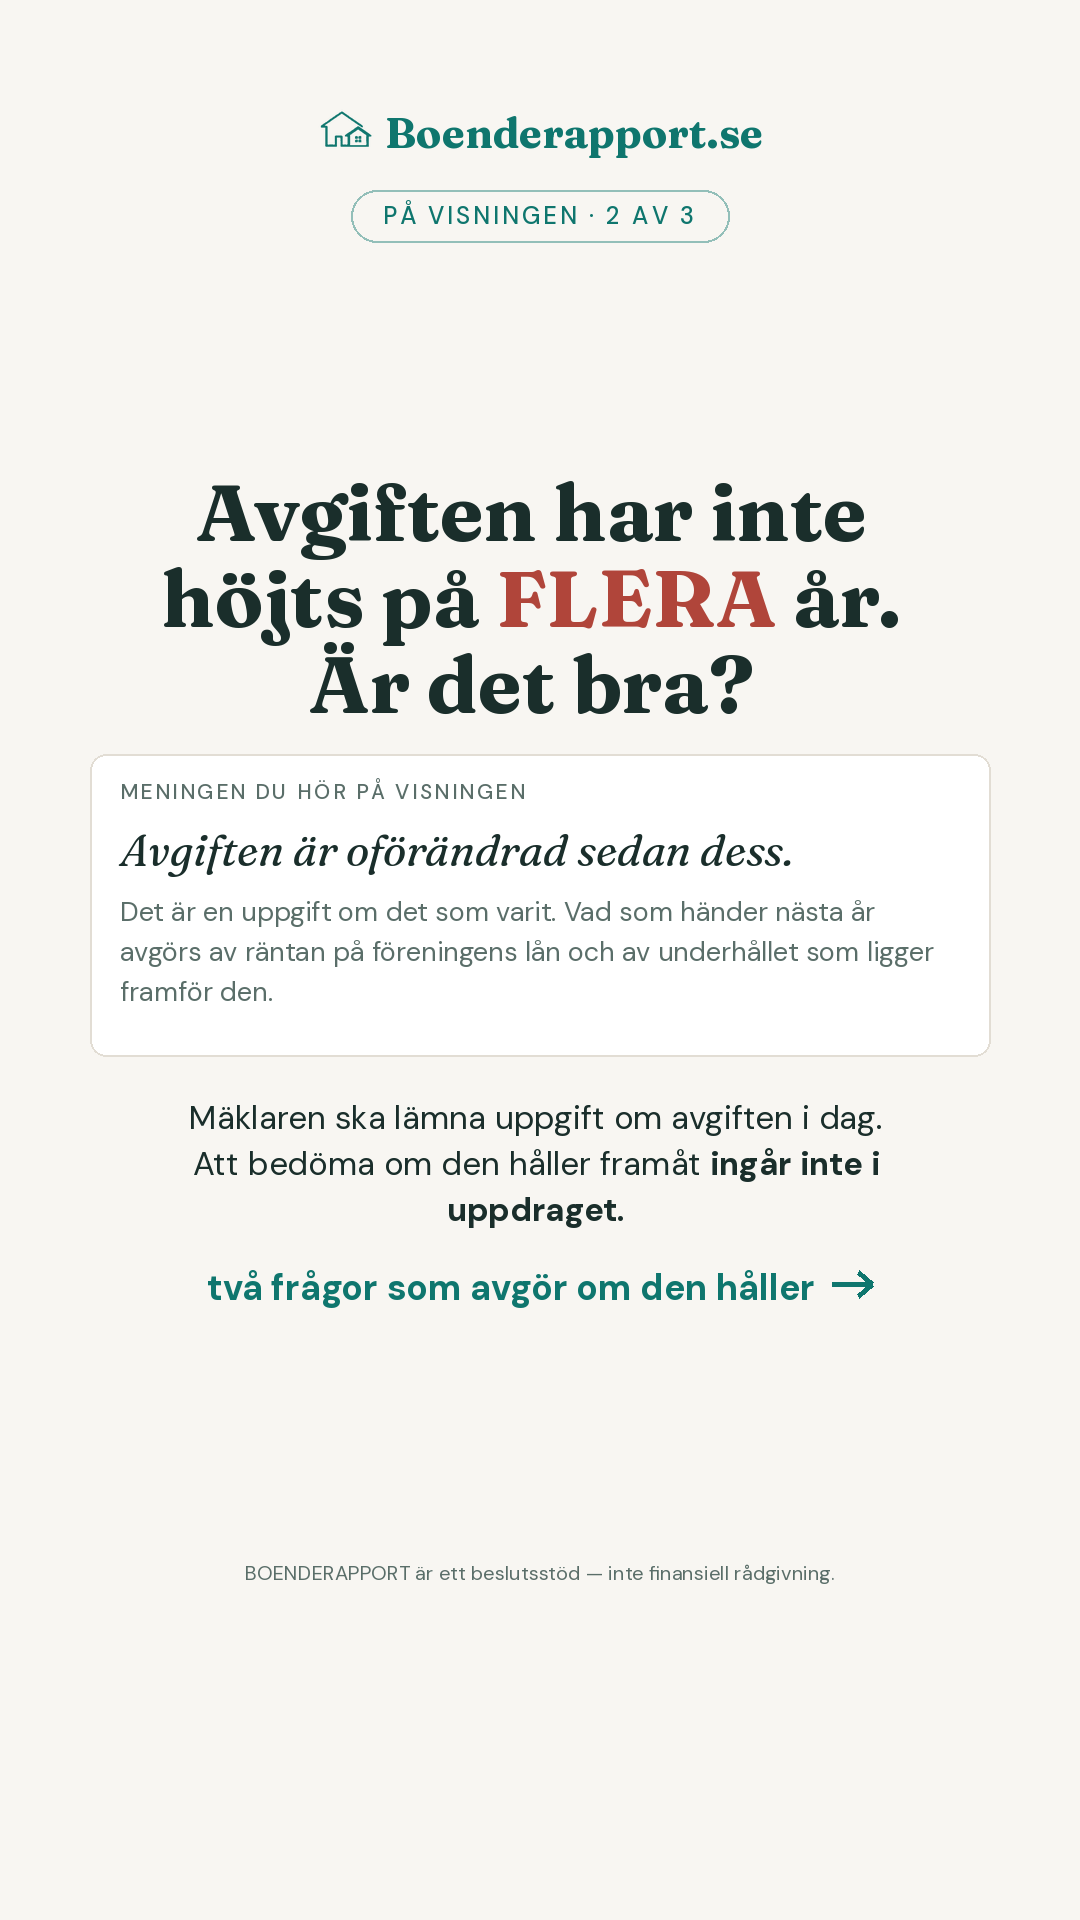 Boenderapport.se
PÅ VISNINGEN · 2 AV 3
Avgiften har inte
höjts på FLERA år.
Är det bra?
MENINGEN DU HÖR PÅ VISNINGEN
Avgiften är oförändrad sedan dess.
Det är en uppgift om det som varit. Vad som händer nästa år
avgörs av räntan på föreningens lån och av underhållet som ligger
framför den.
Mäklaren ska lämna uppgift om avgiften i dag.
Att bedöma om den håller framåt ingår inte i
uppdraget.
två frågor som avgör om den håller →
BOENDERAPPORT är ett beslutsstöd — inte finansiell rådgivning.